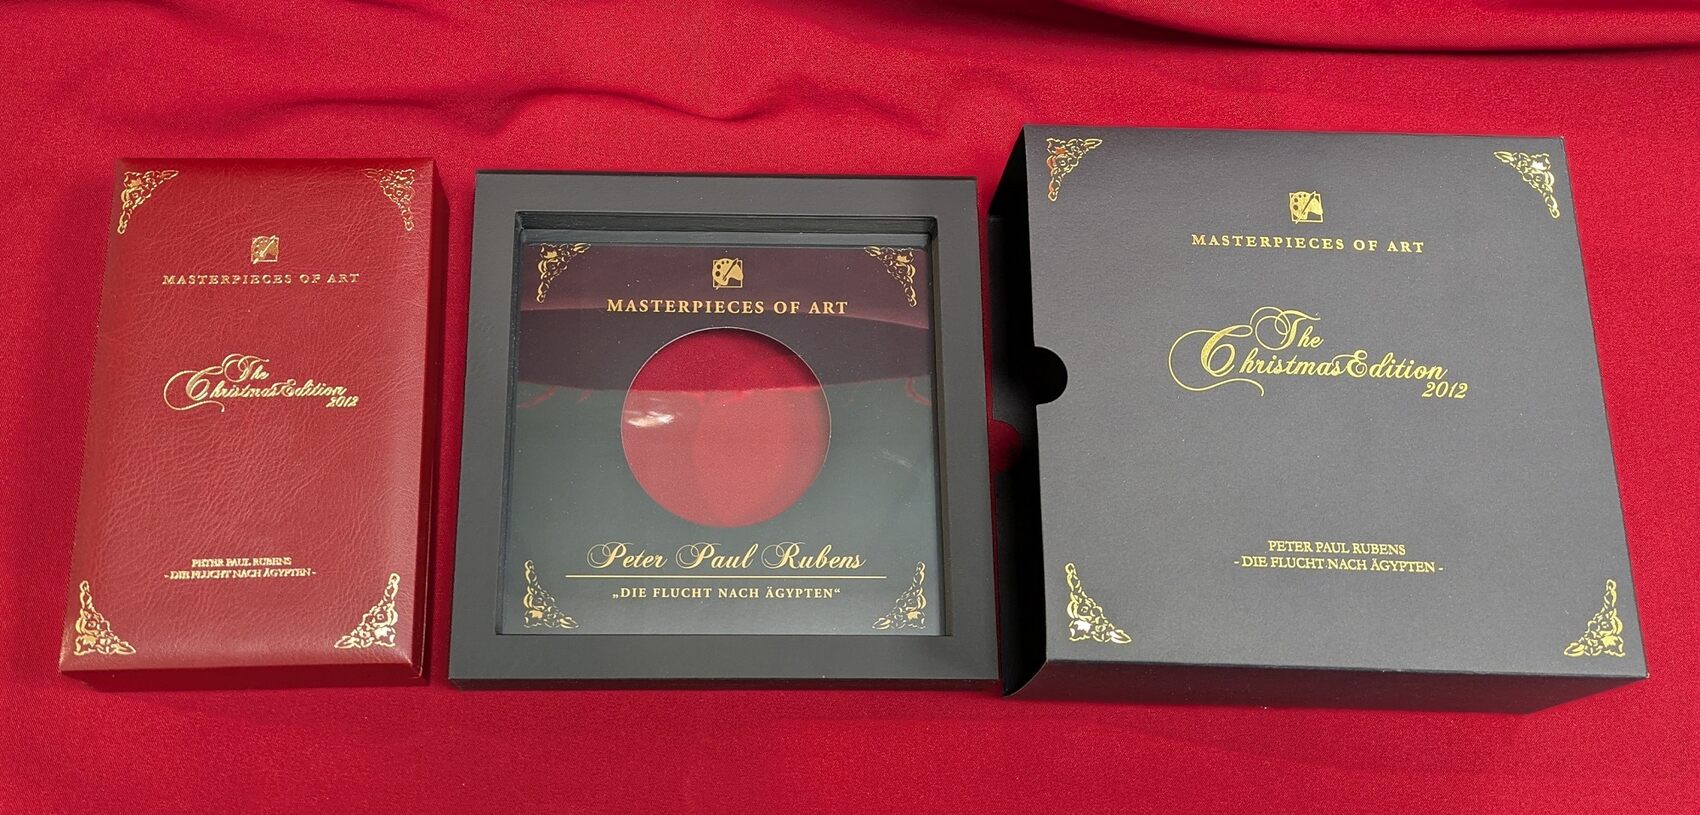 MASTERPIECES OF ART
The
Christmas Edition
2012
PETER PAUL RUBENS
- DIE FLUCHT NACH ÄGYPTEN -
MASTERPIECES OF ART
Peter Paul Rubens
„DIE FLUCHT NACH ÄGYPTEN“
MASTERPIECES OF ART
The
Christmas Edition
2012
PETER PAUL RUBENS
- DIE FLUCHT NACH ÄGYPTEN -